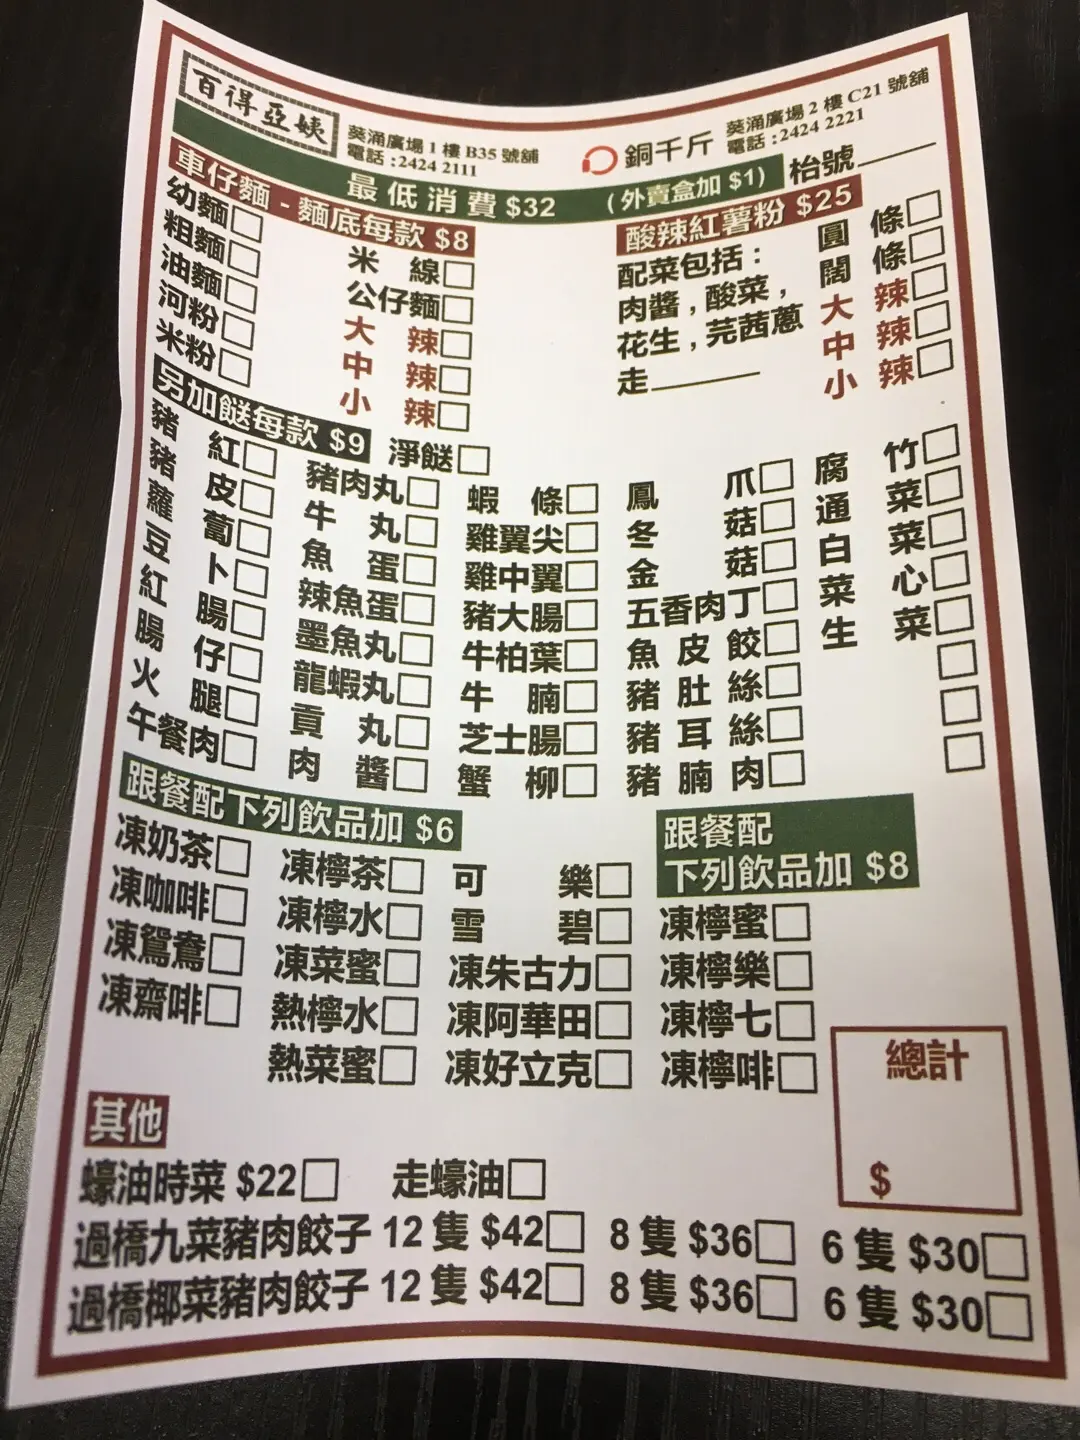 百得亞姨
葵涌廣場 1 樓 B35 號舖
電話 : 2424 2111
銅千斤
葵涌廣場 2 樓 C21 號舖
電話 : 2424 2221
最低消費 $32 (外賣盒加 $1)
枱號
車仔麵 - 麵底每款 $8
幼麵
粗麵
油麵
河粉
米粉
米線
公仔麵
大辣
中辣
小辣
酸辣紅薯粉 $25
配菜包括 :
肉醬 , 酸菜 ,
花生 , 芫茜蔥
走
圓條
闊條
大辣
中辣
小辣
另加餸每款 $9
淨餸
豬紅
豬皮
蘿蔔
豆卜
紅腸
腸仔
火腿
午餐肉
豬肉丸
牛丸
魚蛋
辣魚蛋
墨魚丸
龍蝦丸
貢丸
肉醬
蝦條
雞翼尖
雞中翼
豬大腸
牛柏葉
牛腩
芝士腸
蟹柳
鳳爪
冬菇
金菇
五香肉丁
魚皮餃
豬肚絲
豬耳絲
豬腩肉
腐竹
通菜
白菜
菜心
生菜
跟餐配下列飲品加 $6
凍奶茶
凍咖啡
凍鴛鴦
凍齋啡
凍檸茶
凍檸水
凍菜蜜
熱檸水
熱菜蜜
可樂
雪碧
凍朱古力
凍阿華田
凍好立克
跟餐配
下列飲品加 $8
凍檸蜜
凍檸樂
凍檸七
凍檸啡
總計
$
其他
蠔油時菜 $22 走蠔油
過橋九菜豬肉餃子 12 隻 $42 8 隻 $36 6 隻 $30
過橋椰菜豬肉餃子 12 隻 $42 8 隻 $36 6 隻 $30